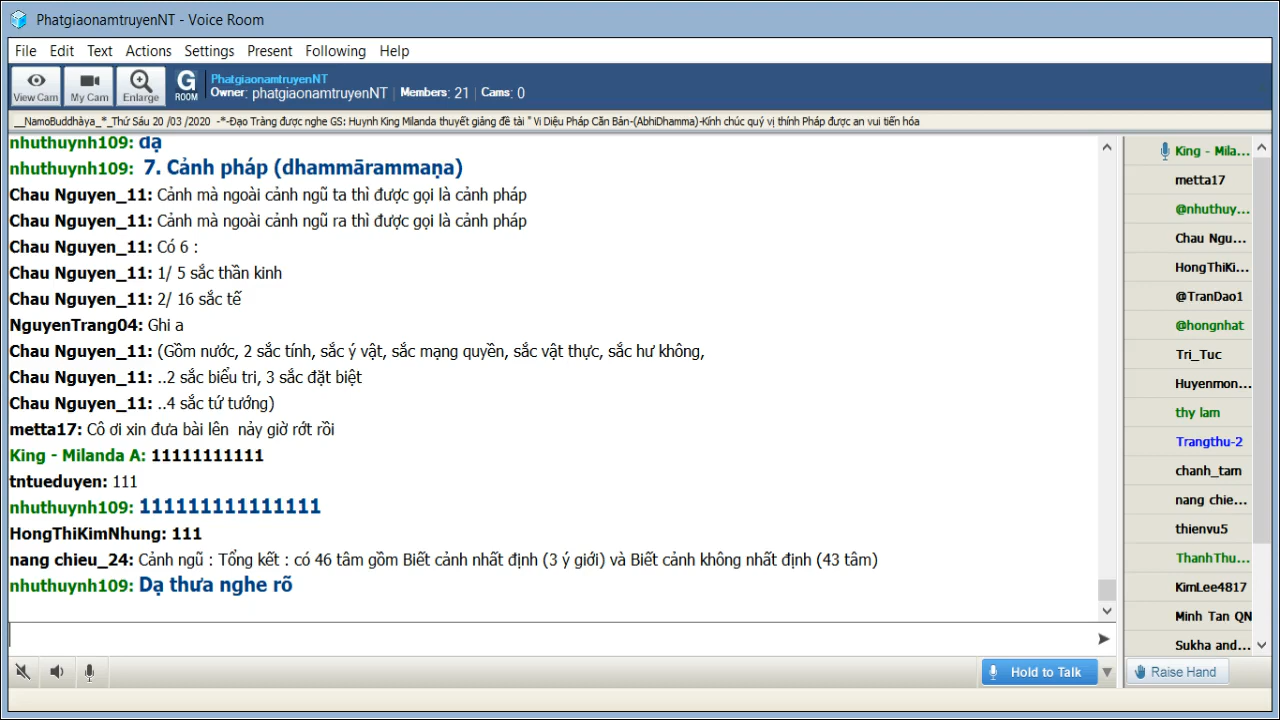 PhatgiaonamtruyenNT - Voice Room
File Edit Text Actions Settings Present Following Help
View Cam My Cam Enlarge G ROOM
PhatgiaonamtruyenNT
Owner: phatgiaonamtruyenNT Members: 21 Cams: 0
__NamoBuddhàya_*_Thứ Sáu 20 /03 /2020 -*-Đạo Tràng được nghe GS: Huynh King Milanda thuyết giảng đề tài " Vi Diệu Pháp Căn Bản-(AbhiDhamma)-Kính chúc quý vị thính Pháp được an vui tiến hóa
nhuthuynh109: dạ
nhuthuynh109: 7. Cảnh pháp (dhammārammaṇa)
Chau Nguyen_11: Cảnh mà ngoài cảnh ngũ ta thì được gọi là cảnh pháp
Chau Nguyen_11: Cảnh mà ngoài cảnh ngũ ra thì được gọi là cảnh pháp
Chau Nguyen_11: Có 6 :
Chau Nguyen_11: 1/ 5 sắc thần kinh
Chau Nguyen_11: 2/ 16 sắc tế
NguyenTrang04: Ghi a
Chau Nguyen_11: (Gồm nước, 2 sắc tính, sắc ý vật, sắc mạng quyền, sắc vật thực, sắc hư không,
Chau Nguyen_11: ..2 sắc biểu tri, 3 sắc đặt biệt
Chau Nguyen_11: ..4 sắc tứ tướng)
metta17: Cô ơi xin đưa bài lên này giờ rớt rồi
King - Milanda A: 11111111111
tntueduyen: 111
nhuthuynh109: 111111111111111
HongThiKimNhung: 111
nang chieu_24: Cảnh ngũ : Tổng kết : có 46 tâm gồm Biết cảnh nhất định (3 ý giới) và Biết cảnh không nhất định (43 tâm)
nhuthuynh109: Dạ thưa nghe rõ
King - Mila...
metta17
@nhuthuy...
Chau Ngu...
HongThiKi...
@TranDao1
@hongnhat
Tri_Tuc
Huyenmon...
thy lam
Trangthu-2
chanh_tam
nang chie...
thienvu5
ThanhThu...
KimLee4817
Minh Tan QN
Sukha and...
Hold to Talk
Raise Hand